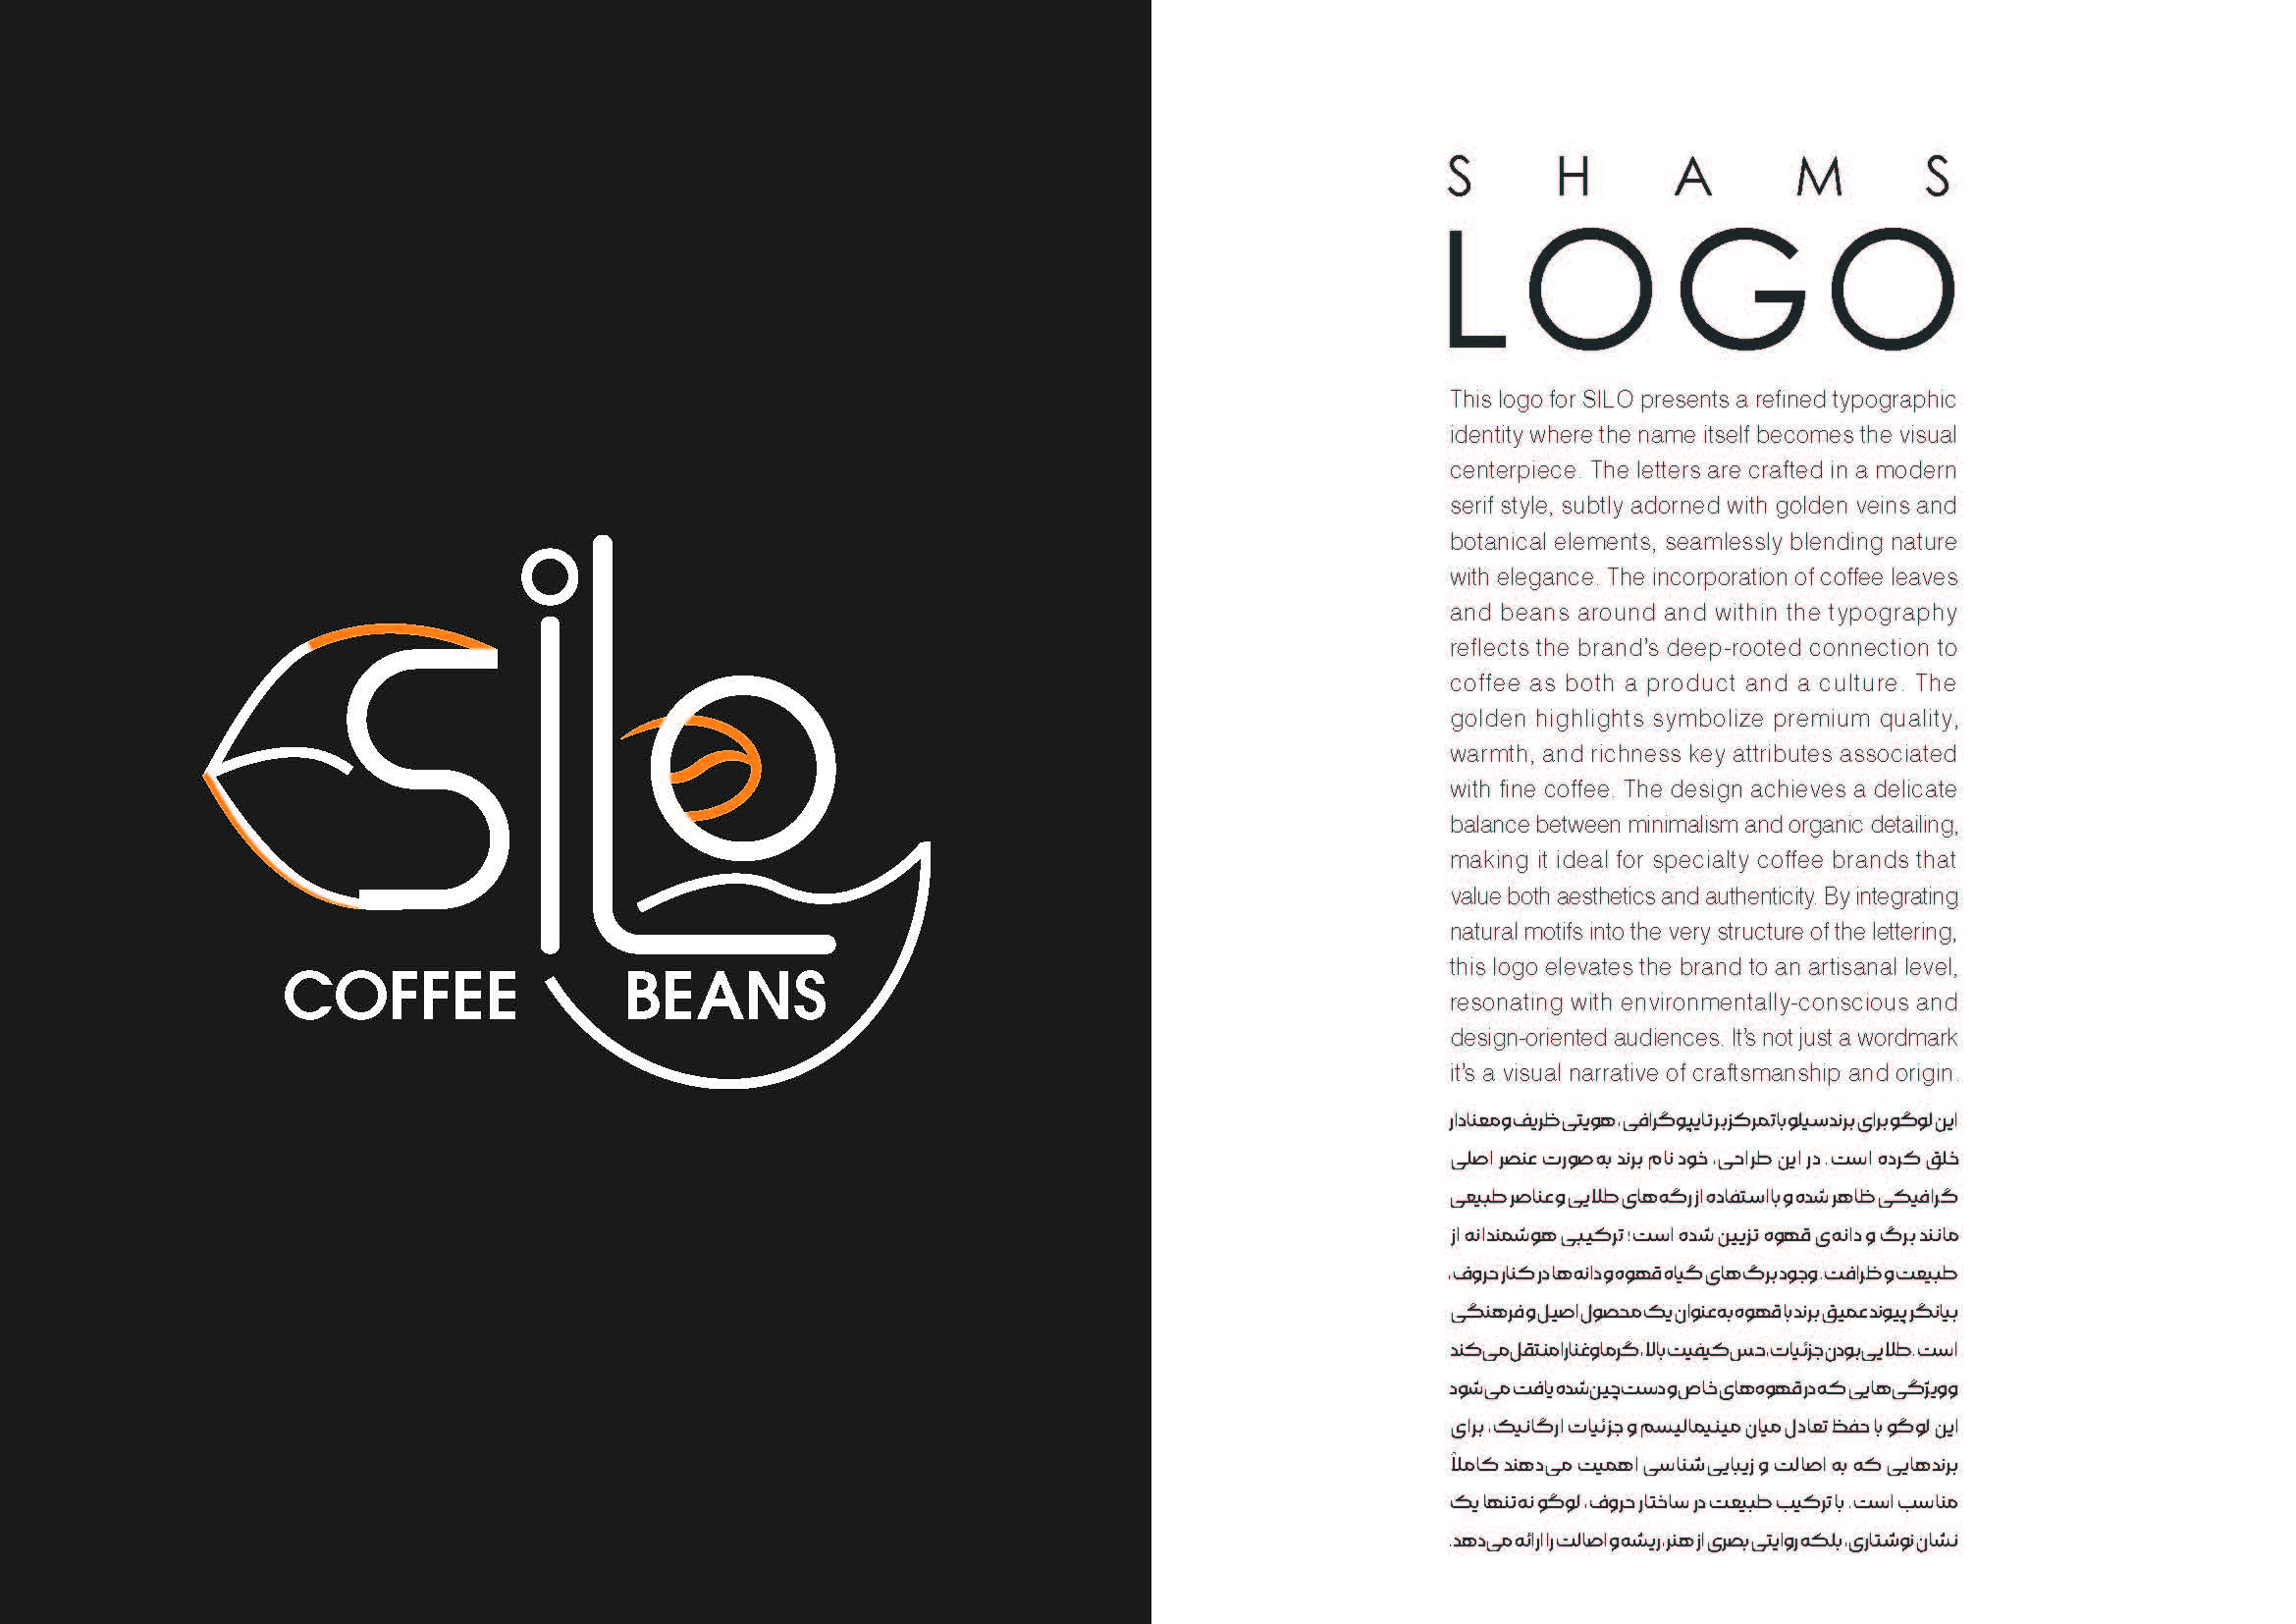 Silo
COFFEE BEANS
SHAMS
LOGO
This logo for SILO presents a refined typographic
identity where the name itself becomes the visual
centerpiece. The letters are crafted in a modern
serif style, subtly adorned with golden veins and
botanical elements, seamlessly blending nature
with elegance. The incorporation of coffee leaves
and beans around and within the typography
reflects the brand’s deep-rooted connection to
coffee as both a product and a culture. The
golden highlights symbolize premium quality,
warmth, and richness key attributes associated
with fine coffee. The design achieves a delicate
balance between minimalism and organic detailing,
making it ideal for specialty coffee brands that
value both aesthetics and authenticity. By integrating
natural motifs into the very structure of the lettering,
this logo elevates the brand to an artisanal level,
resonating with environmentally-conscious and
design-oriented audiences. It’s not just a wordmark
it’s a visual narrative of craftsmanship and origin.
این لوگو برای برند سیلو با تمرکز بر تایپوگرافی، هویتی ظریف و معنادار
خلق کرده است. در این طراحی، خود نام برند به صورت عنصر اصلی
گرافیکی ظاهر شده و با استفاده از رگه‌های طلایی و عناصر طبیعی
مانند برگ و دانه‌ی قهوه تزیین شده است؛ ترکیبی هوشمندانه از
طبیعت و ظرافت. وجود برگ‌های گیاه قهوه و دانه‌ها در کنار حروف،
بیانگر پیوند عمیق برند با قهوه به‌عنوان یک محصول اصیل و فرهنگی
است. طلایی بودن جزئیات، حس کیفیت بالا، گرما و غنا را منتقل می‌کند
و ویژگی‌هایی که در قهوه‌های خاص و دست‌چین‌شده یافت می‌شود
این لوگو با حفظ تعادل میان مینیمالیسم و جزئیات ارگانیک، برای
برندهایی که به اصالت و زیبایی‌شناسی اهمیت می‌دهند کاملاً
مناسب است. با ترکیب طبیعت در ساختار حروف، لوگو نه تنها یک
نشان نوشتاری، بلکه روایتی بصری از هنر، ریشه و اصالت را ارائه می‌دهد.